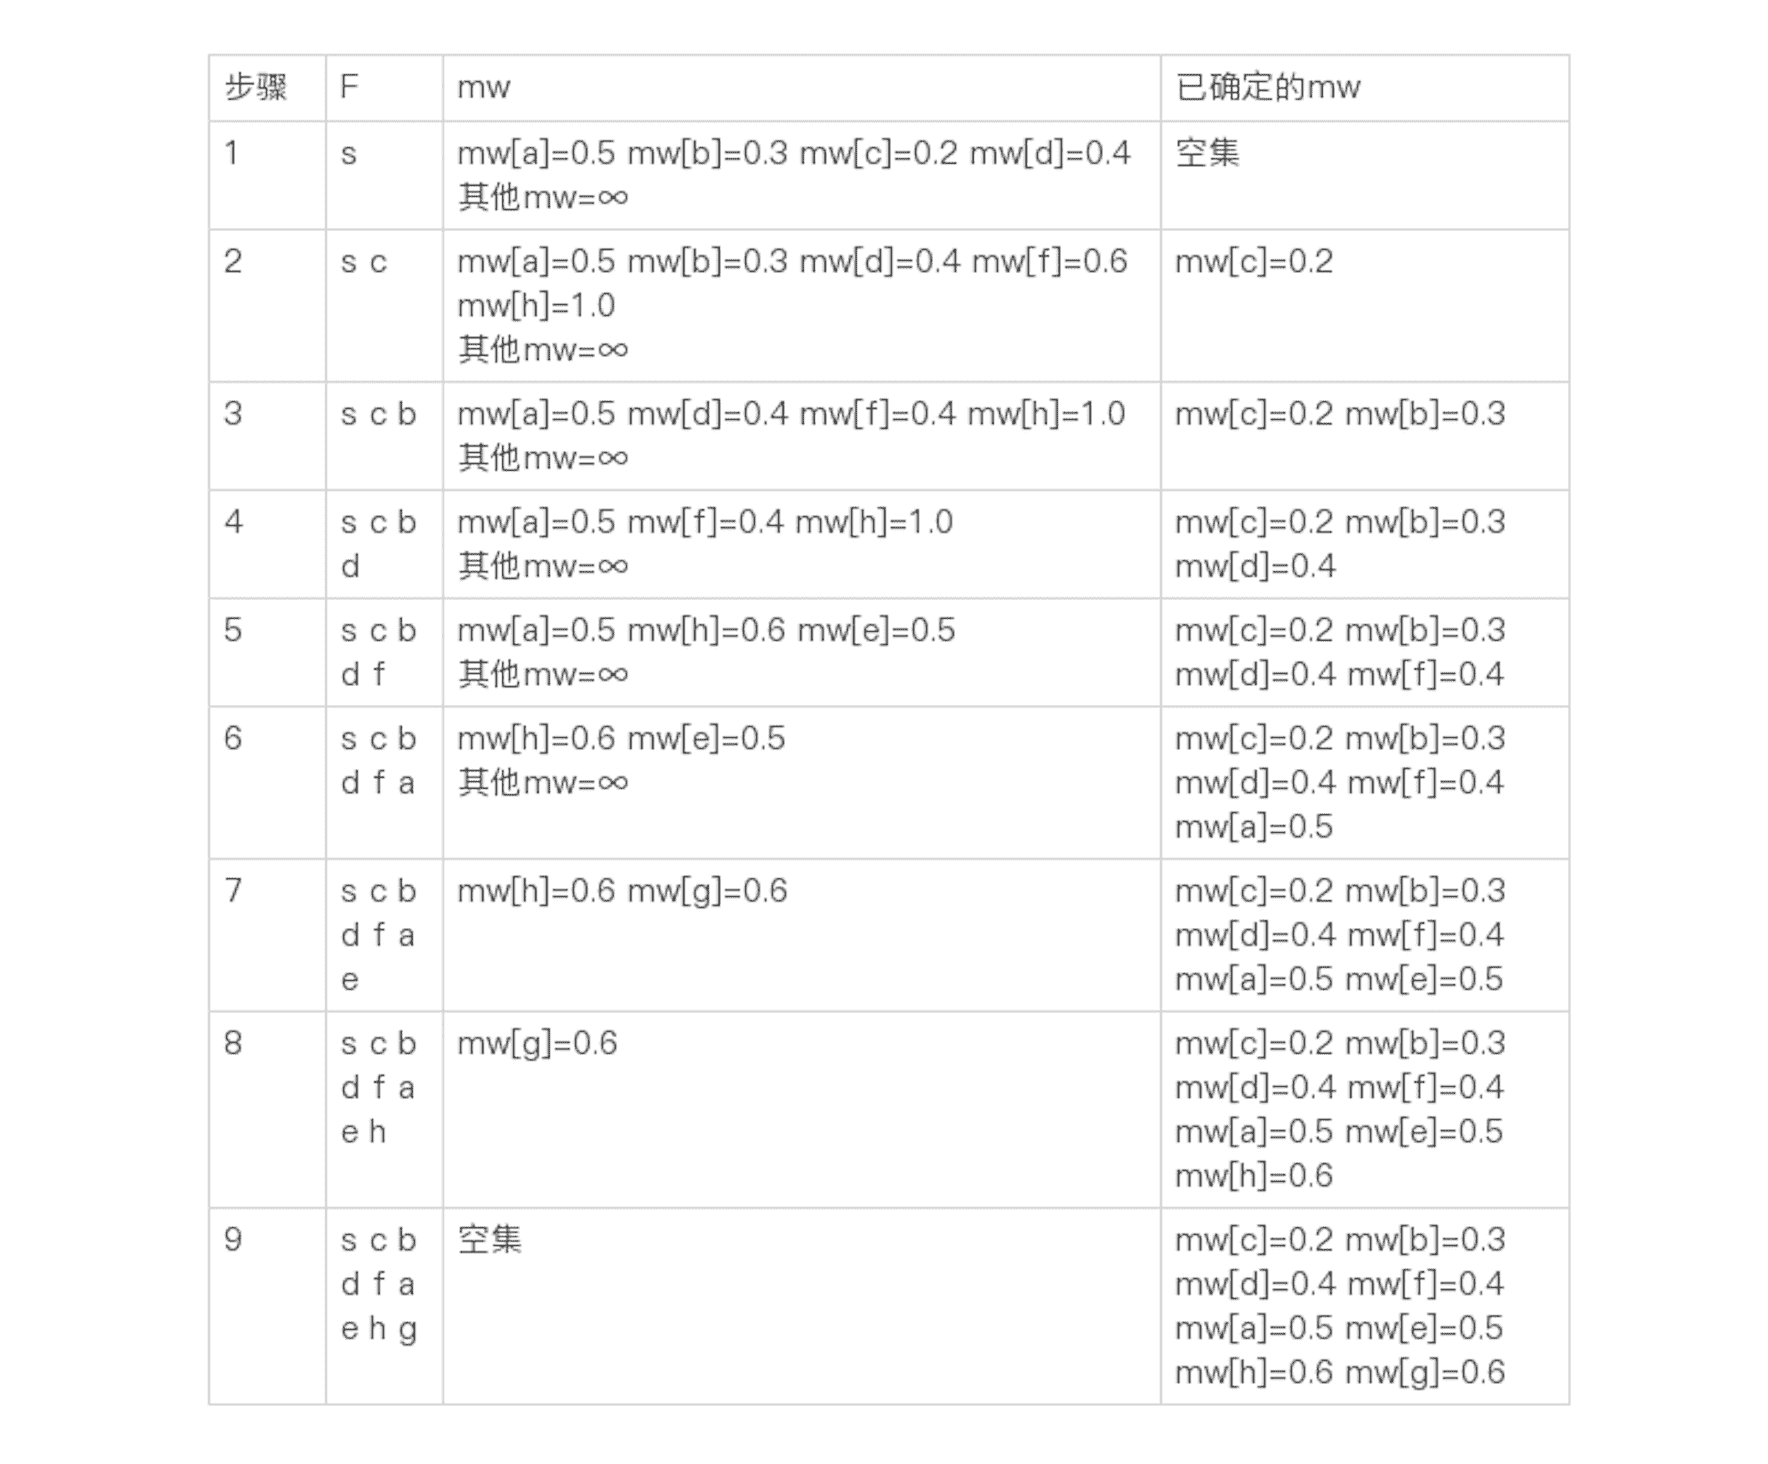 步骤 F mw 已确定的mw
1 s mw[a]=0.5 mw[b]=0.3 mw[c]=0.2 mw[d]=0.4 空集
其他mw=∞
2 s c mw[a]=0.5 mw[b]=0.3 mw[d]=0.4 mw[f]=0.6 mw[c]=0.2
mw[h]=1.0
其他mw=∞
3 s c b mw[a]=0.5 mw[d]=0.4 mw[f]=0.4 mw[h]=1.0 mw[c]=0.2 mw[b]=0.3
其他mw=∞
4 s c b mw[a]=0.5 mw[f]=0.4 mw[h]=1.0 mw[c]=0.2 mw[b]=0.3
d 其他mw=∞ mw[d]=0.4
5 s c b mw[a]=0.5 mw[h]=0.6 mw[e]=0.5 mw[c]=0.2 mw[b]=0.3
d f 其他mw=∞ mw[d]=0.4 mw[f]=0.4
6 s c b mw[h]=0.6 mw[e]=0.5 mw[c]=0.2 mw[b]=0.3
d f a 其他mw=∞ mw[d]=0.4 mw[f]=0.4
mw[a]=0.5
7 s c b mw[h]=0.6 mw[g]=0.6 mw[c]=0.2 mw[b]=0.3
d f a mw[d]=0.4 mw[f]=0.4
e mw[a]=0.5 mw[e]=0.5
8 s c b mw[g]=0.6 mw[c]=0.2 mw[b]=0.3
d f a mw[d]=0.4 mw[f]=0.4
e h mw[a]=0.5 mw[e]=0.5
mw[h]=0.6
9 s c b 空集 mw[c]=0.2 mw[b]=0.3
d f a mw[d]=0.4 mw[f]=0.4
e h g mw[a]=0.5 mw[e]=0.5
mw[h]=0.6 mw[g]=0.6